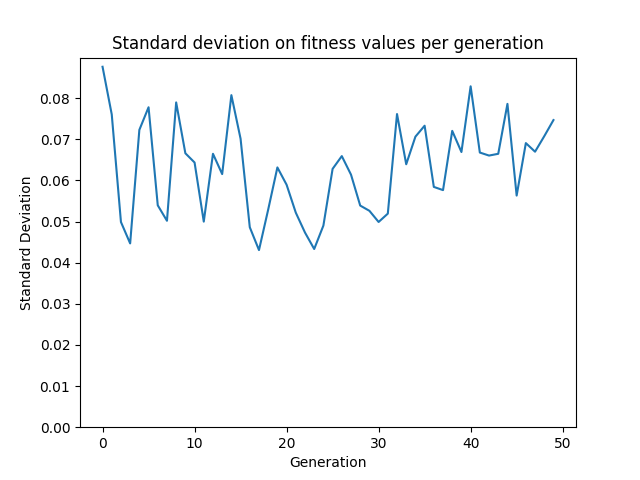 Standard deviation on fitness values per generation
Standard Deviation
0.08
0.07
0.06
0.05
0.04
0.03
0.02
0.01
0.00
0 10 20 30 40 50
Generation